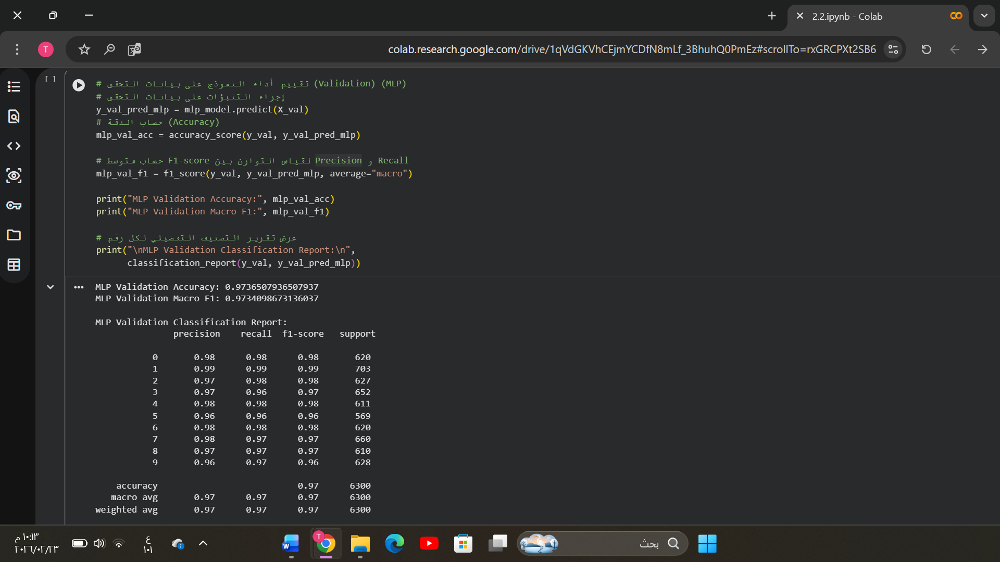 2.2.ipynb - Colab
T
colab.research.google.com/drive/1qVdGKVhCEjmYCDfN8mLf_3BhuhQ0PmEz#scrollTo=rxGRCPXt2SB6
[ ]
# تقييم أداء النموذج على بيانات التحقق (Validation) (MLP)
# إجراء التنبؤات على بيانات التحقق
y_val_pred_mlp = mlp_model.predict(X_val)
# حساب الدقة (Accuracy)
mlp_val_acc = accuracy_score(y_val, y_val_pred_mlp)
# حساب متوسط F1-score لقياس التوازن بين Precision و Recall
mlp_val_f1 = f1_score(y_val, y_val_pred_mlp, average="macro")
print("MLP Validation Accuracy:", mlp_val_acc)
print("MLP Validation Macro F1:", mlp_val_f1)
# عرض تقرير التصنيف التفصيلي لكل رقم
print("\nMLP Validation Classification Report:\n",
classification_report(y_val, y_val_pred_mlp))
MLP Validation Accuracy: 0.9736507936507937
MLP Validation Macro F1: 0.9734098673136037
MLP Validation Classification Report:
precision recall f1-score support
0 0.98 0.98 0.98 620
1 0.99 0.99 0.99 703
2 0.97 0.98 0.98 627
3 0.97 0.96 0.97 652
4 0.98 0.98 0.98 611
5 0.96 0.96 0.96 569
6 0.98 0.98 0.98 620
7 0.98 0.97 0.97 660
8 0.97 0.97 0.97 610
9 0.96 0.97 0.96 628
accuracy 0.97 6300
macro avg 0.97 0.97 0.97 6300
weighted avg 0.97 0.97 0.97 6300
١٠:١٣ م
٢٠٢٦/٠٢/٢٣
ع
١٠١
W
T
بحث